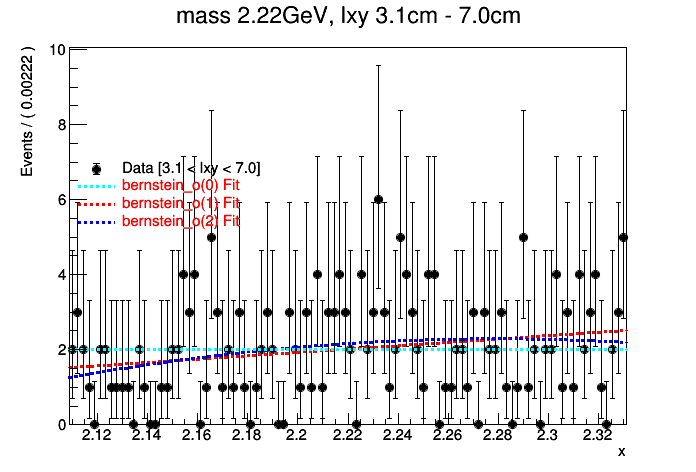 mass 2.22GeV, lxy 3.1cm - 7.0cm
Events / ( 0.00222 )
10
8
6
4
2
0
Data [3.1 < lxy < 7.0]
bernstein_o(0) Fit
bernstein_o(1) Fit
bernstein_o(2) Fit
2.12 2.14 2.16 2.18 2.2 2.22 2.24 2.26 2.28 2.3 2.32
x